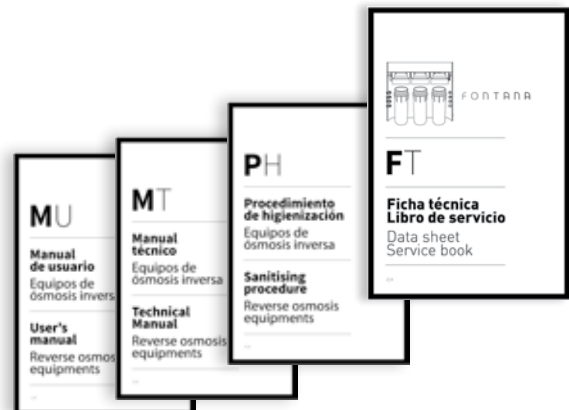 MU
Manual
de usuario
Equipos de
ósmosis invers
User's
manual
Reverse osmos
equipments
MT
Manual
técnico
Equipos de
ósmosis inversa
Technical
Manual
Reverse osmosis
equipments
PH
Procedimiento
de higienización
Equipos de
ósmosis inversa
Sanitising
procedure
Reverse osmosis
equipments
FONTANA
FT
Ficha técnica
Libro de servicio
Data sheet
Service book